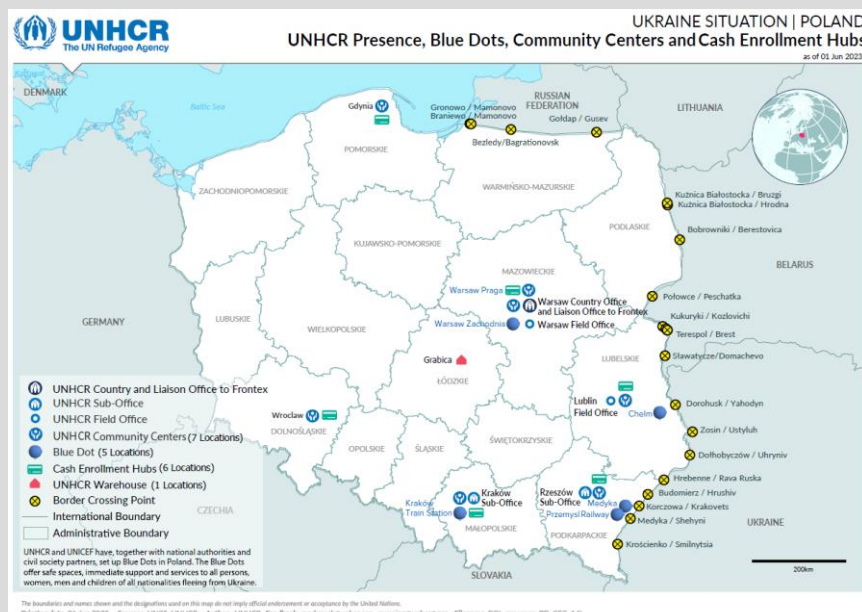 UNHCR
The UN Refugee Agency
UKRAINE SITUATION | POLAND
UNHCR Presence, Blue Dots, Community Centers and Cash Enrollment Hubs
as of 01 Jun 2023
DENMARK
Baltic Sea
RUSSIAN
FEDERATION
LITHUANIA
Gdynia
Gronowo / Mamonovo
Braniewo / Mamonovo
Gołdap / Gusev
Bezledy/Bagrationovsk
POMORSKIE
ZACHODNIOPOMORSKIE
WARMIŃSKO-MAZURSKIE
Kuźnica Białostocka / Bruzgi
Kuźnica Białostocka / Hrodna
PODLASKIE
Bobrowniki / Berestovica
KUJAWSKO-POMORSKIE
BELARUS
MAZOWIECKIE
Warsaw Praga
Połowce / Peschatka
Warsaw Country Office
and Liaison Office to Frontex
LUBUSKIE
GERMANY
WIELKOPOLSKIE
Warsaw Zachodnia
Warsaw Field Office
Kukuryki / Kozlovichi
Terespol / Brest
Sławatycze/Domachevo
Grabica
LUBELSKIE
ŁÓDZKIE
UNHCR Country and Liaison Office to Frontex
UNHCR Sub-Office
UNHCR Field Office
UNHCR Community Centers (7 Locations)
Blue Dot (5 Locations)
Cash Enrollment Hubs (6 Locations)
UNHCR Warehouse (1 Locations)
Border Crossing Point
International Boundary
Administrative Boundary
UNHCR and UNICEF have, together with national authorities and
civil society partners, set up Blue Dots in Poland. The Blue Dots
offer safe spaces, immediate support and services to all persons,
women, men and children of all nationalities fleeing from Ukraine.
Wroclaw
DOLNOŚLĄSKIE
Lublin
Field Office
Chelm
Dorohusk / Yahodyn
Zosin / Ustyluh
OPOLSKIE
ŚLĄSKIE
ŚWIĘTOKRZYSKIE
Dołhobyczów / Uhryniv
Hrebenne / Rava Ruska
Budomierz / Hrushiv
Korczowa / Krakovets
Medyka / Shehyni
Krościenko / Smilnytsia
Kraków
Sub-Office
Kraków
Train Station
MAŁOPOLSKIE
Rzeszów
Sub-Office
Medyka
Przemysl Railway
PODKARPACKIE
CZECHIA
UKRAINE
SLOVAKIA
200km
The boundaries and names shown and the designations used on this map do not imply official endorsement or acceptance by the United Nations.